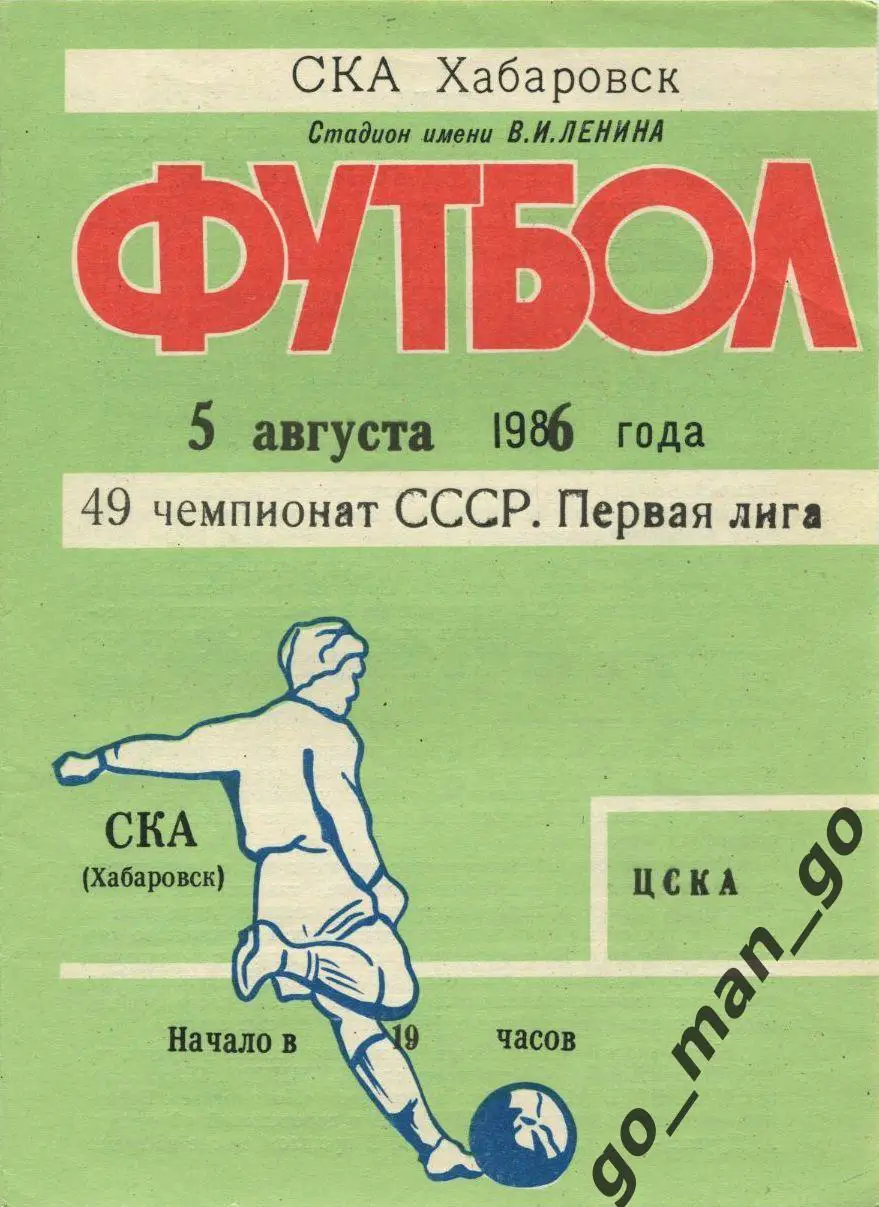 СКА Хабаровск
Стадион имени В.И.ЛЕНИНА
ФУТБОЛ
5 августа 1986 года
49 чемпионат СССР. Первая лига
СКА
(Хабаровск)
ЦСКА
Начало в 19 часов
go_man_go